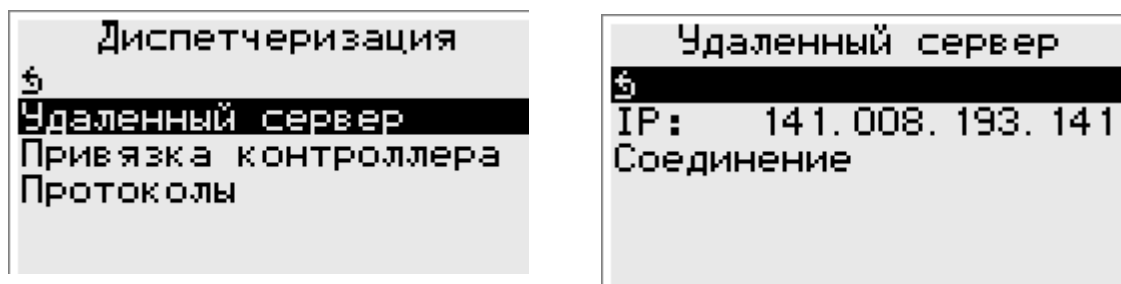 Диспетчеризация
Удаленный сервер
Привязка контроллера
Протоколы
Удаленный сервер
IP: 141.008.193.141
Соединение